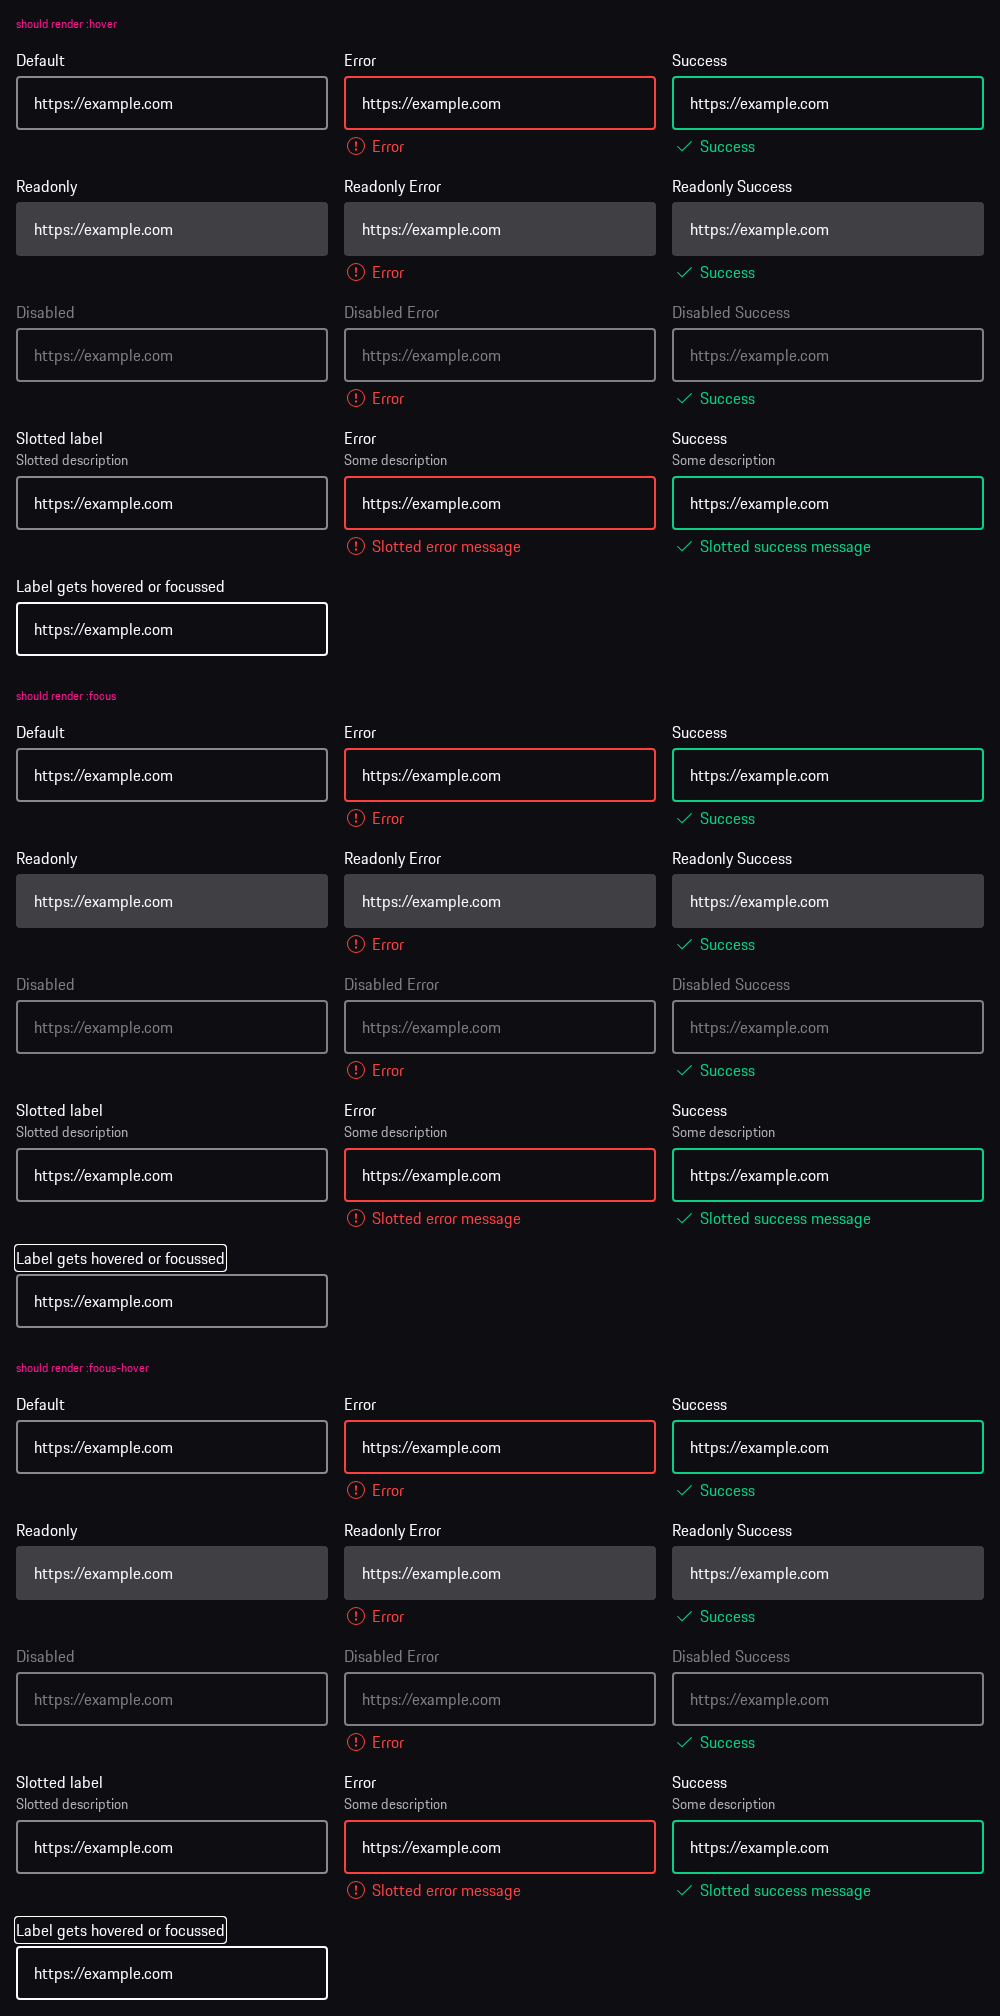 should render :hover
Default Error Success
https://example.com https://example.com https://example.com
Error Success
Readonly Readonly Error Readonly Success
https://example.com https://example.com https://example.com
Error Success
Disabled Disabled Error Disabled Success
https://example.com https://example.com https://example.com
Error Success
Slotted label Error Success
Slotted description Some description Some description
https://example.com https://example.com https://example.com
Slotted error message Slotted success message
Label gets hovered or focussed
https://example.com
should render :focus
Default Error Success
https://example.com https://example.com https://example.com
Error Success
Readonly Readonly Error Readonly Success
https://example.com https://example.com https://example.com
Error Success
Disabled Disabled Error Disabled Success
https://example.com https://example.com https://example.com
Error Success
Slotted label Error Success
Slotted description Some description Some description
https://example.com https://example.com https://example.com
Slotted error message Slotted success message
Label gets hovered or focussed
https://example.com
should render :focus-hover
Default Error Success
https://example.com https://example.com https://example.com
Error Success
Readonly Readonly Error Readonly Success
https://example.com https://example.com https://example.com
Error Success
Disabled Disabled Error Disabled Success
https://example.com https://example.com https://example.com
Error Success
Slotted label Error Success
Slotted description Some description Some description
https://example.com https://example.com https://example.com
Slotted error message Slotted success message
Label gets hovered or focussed
https://example.com